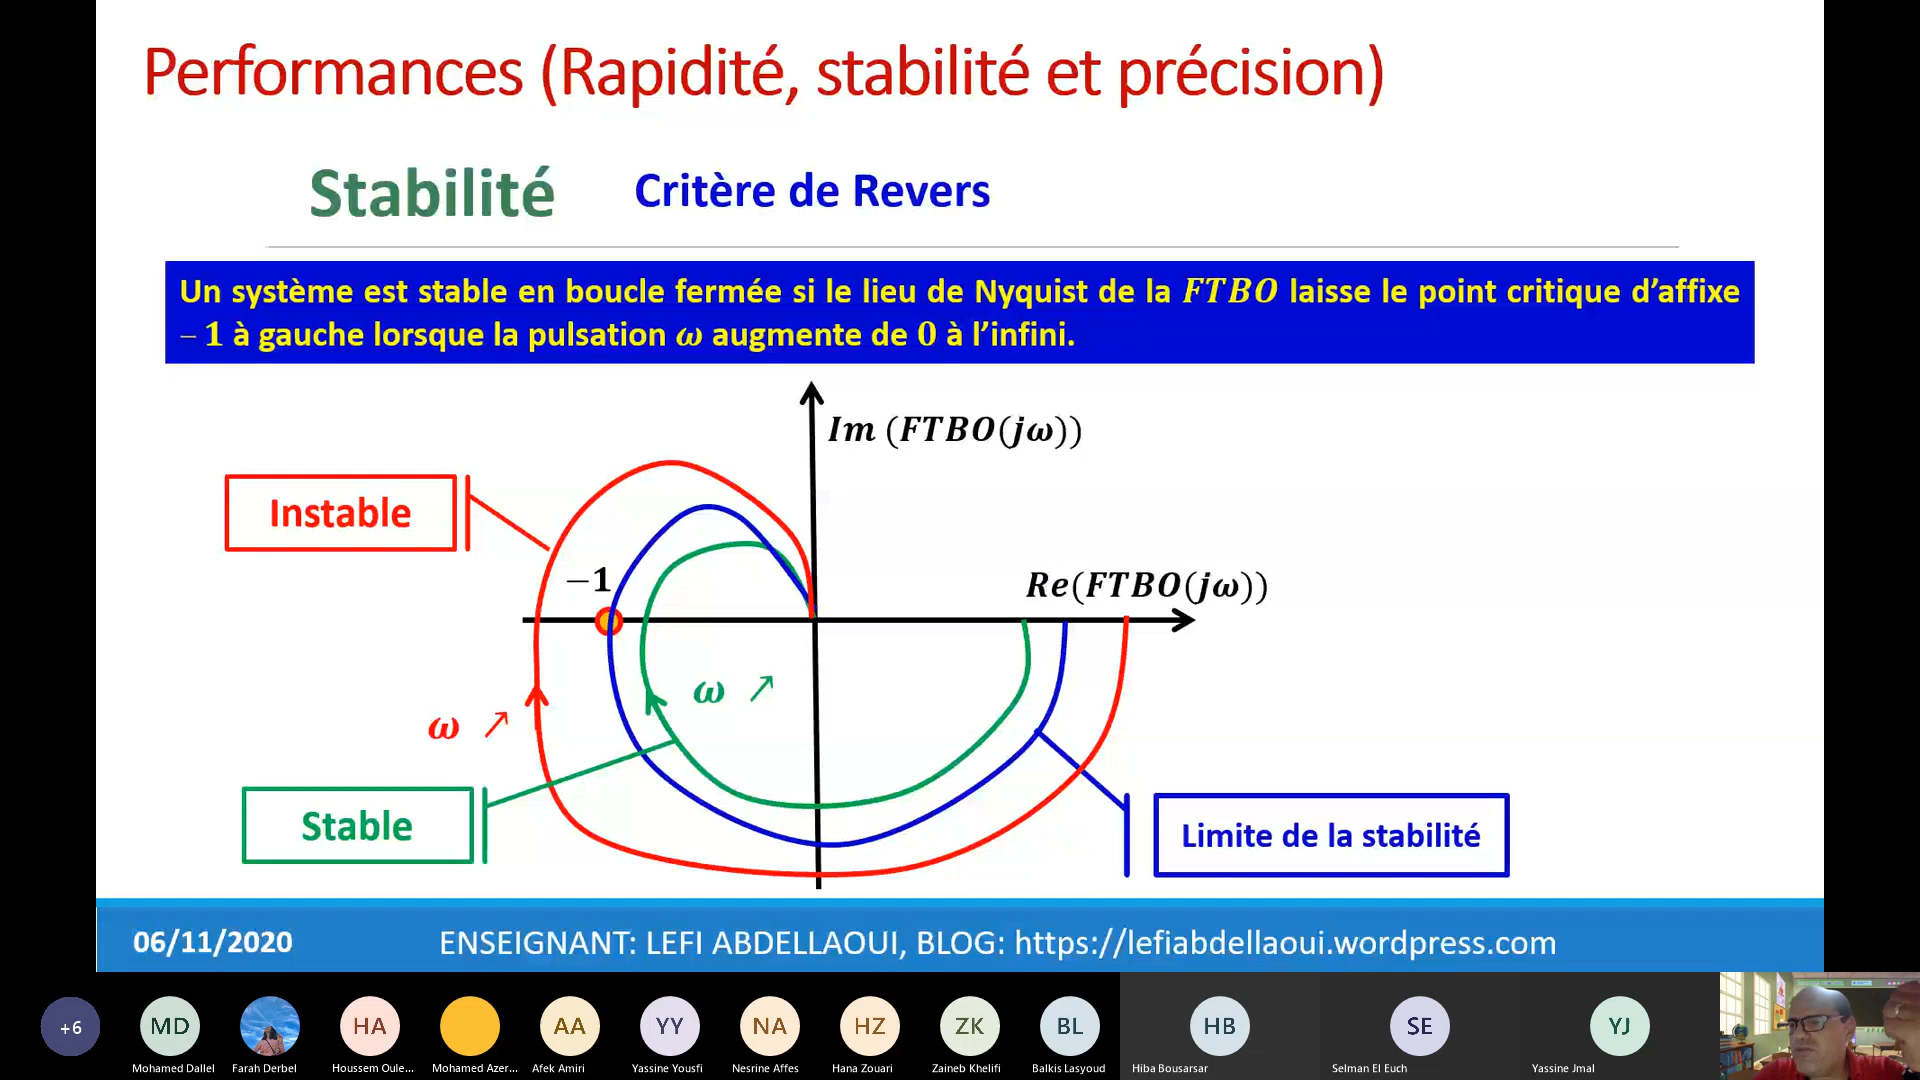 Performances (Rapidité, stabilité et précision)
Stabilité
Critère de Revers
Un système est stable en boucle fermée si le lieu de Nyquist de la FTBO laisse le point critique d’affixe
– 1 à gauche lorsque la pulsation ω augmente de 0 à l’infini.
Im (FTBO(jω))
Instable
−1
Re(FTBO(jω))
ω ↗
ω ↗
Stable
Limite de la stabilité
06/11/2020
ENSEIGNANT: LEFI ABDELLAOUI, BLOG: https://lefiabdellaoui.wordpress.com
+6
MD
HA
AA
YY
NA
HZ
ZK
BL
HB
SE
YJ
Mohamed Dallel
Farah Derbel
Houssem Oule...
Mohamed Azer...
Afek Amiri
Yassine Yousfi
Nesrine Affes
Hana Zouari
Zaineb Khelifi
Balkis Lasyoud
Hiba Bousarsar
Selman El Euch
Yassine Jmal